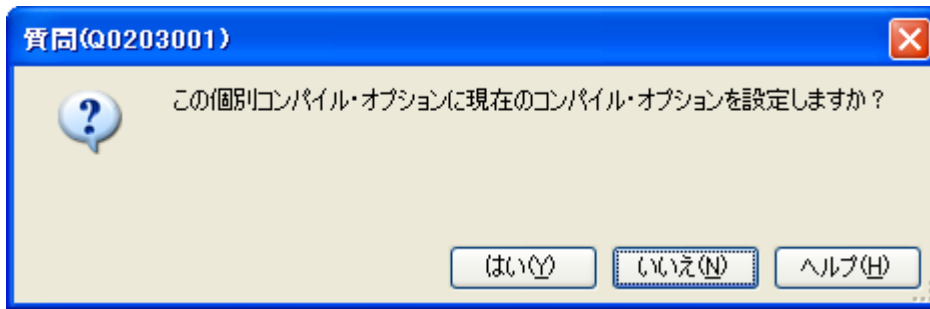 質問(Q0203001)
この個別コンパイル・オプションに現在のコンパイル・オプションを設定しますか？
はい(Y)
いいえ(N)
ヘルプ(H)